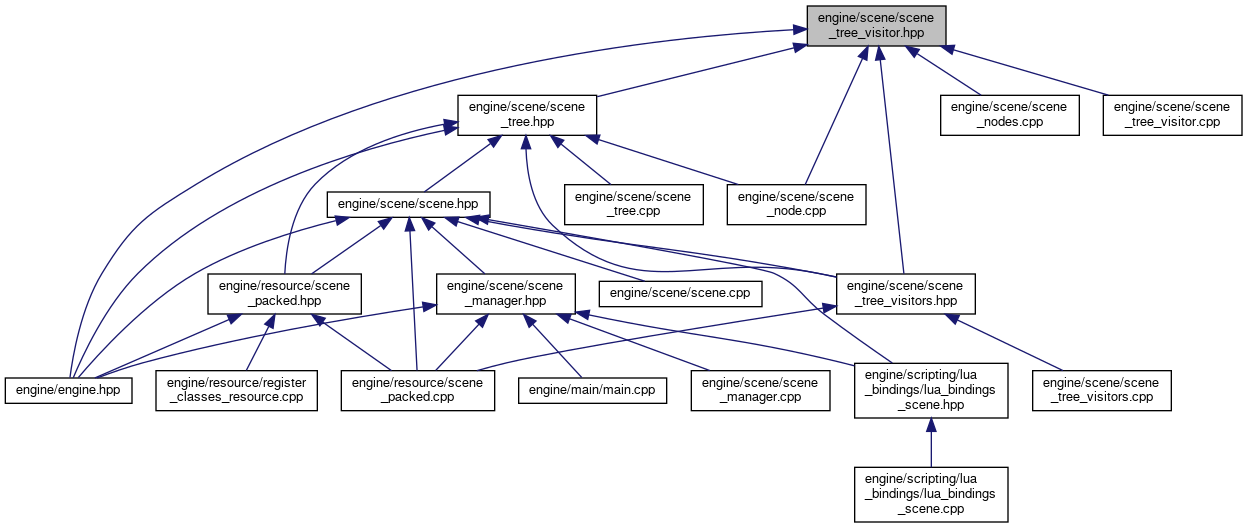 engine/scene/scene
_tree_visitor.hpp
engine/scene/scene
_tree.hpp
engine/scene/scene
_nodes.cpp
engine/scene/scene
_tree_visitor.cpp
engine/scene/scene.hpp
engine/scene/scene
_tree.cpp
engine/scene/scene
_node.cpp
engine/resource/scene
_packed.hpp
engine/scene/scene
_manager.hpp
engine/scene/scene.cpp
engine/scene/scene
_tree_visitors.hpp
engine/engine.hpp
engine/resource/register
_classes_resource.cpp
engine/resource/scene
_packed.cpp
engine/main/main.cpp
engine/scene/scene
_manager.cpp
engine/scripting/lua
_bindings/lua_bindings
_scene.hpp
engine/scene/scene
_tree_visitors.cpp
engine/scripting/lua
_bindings/lua_bindings
_scene.cpp